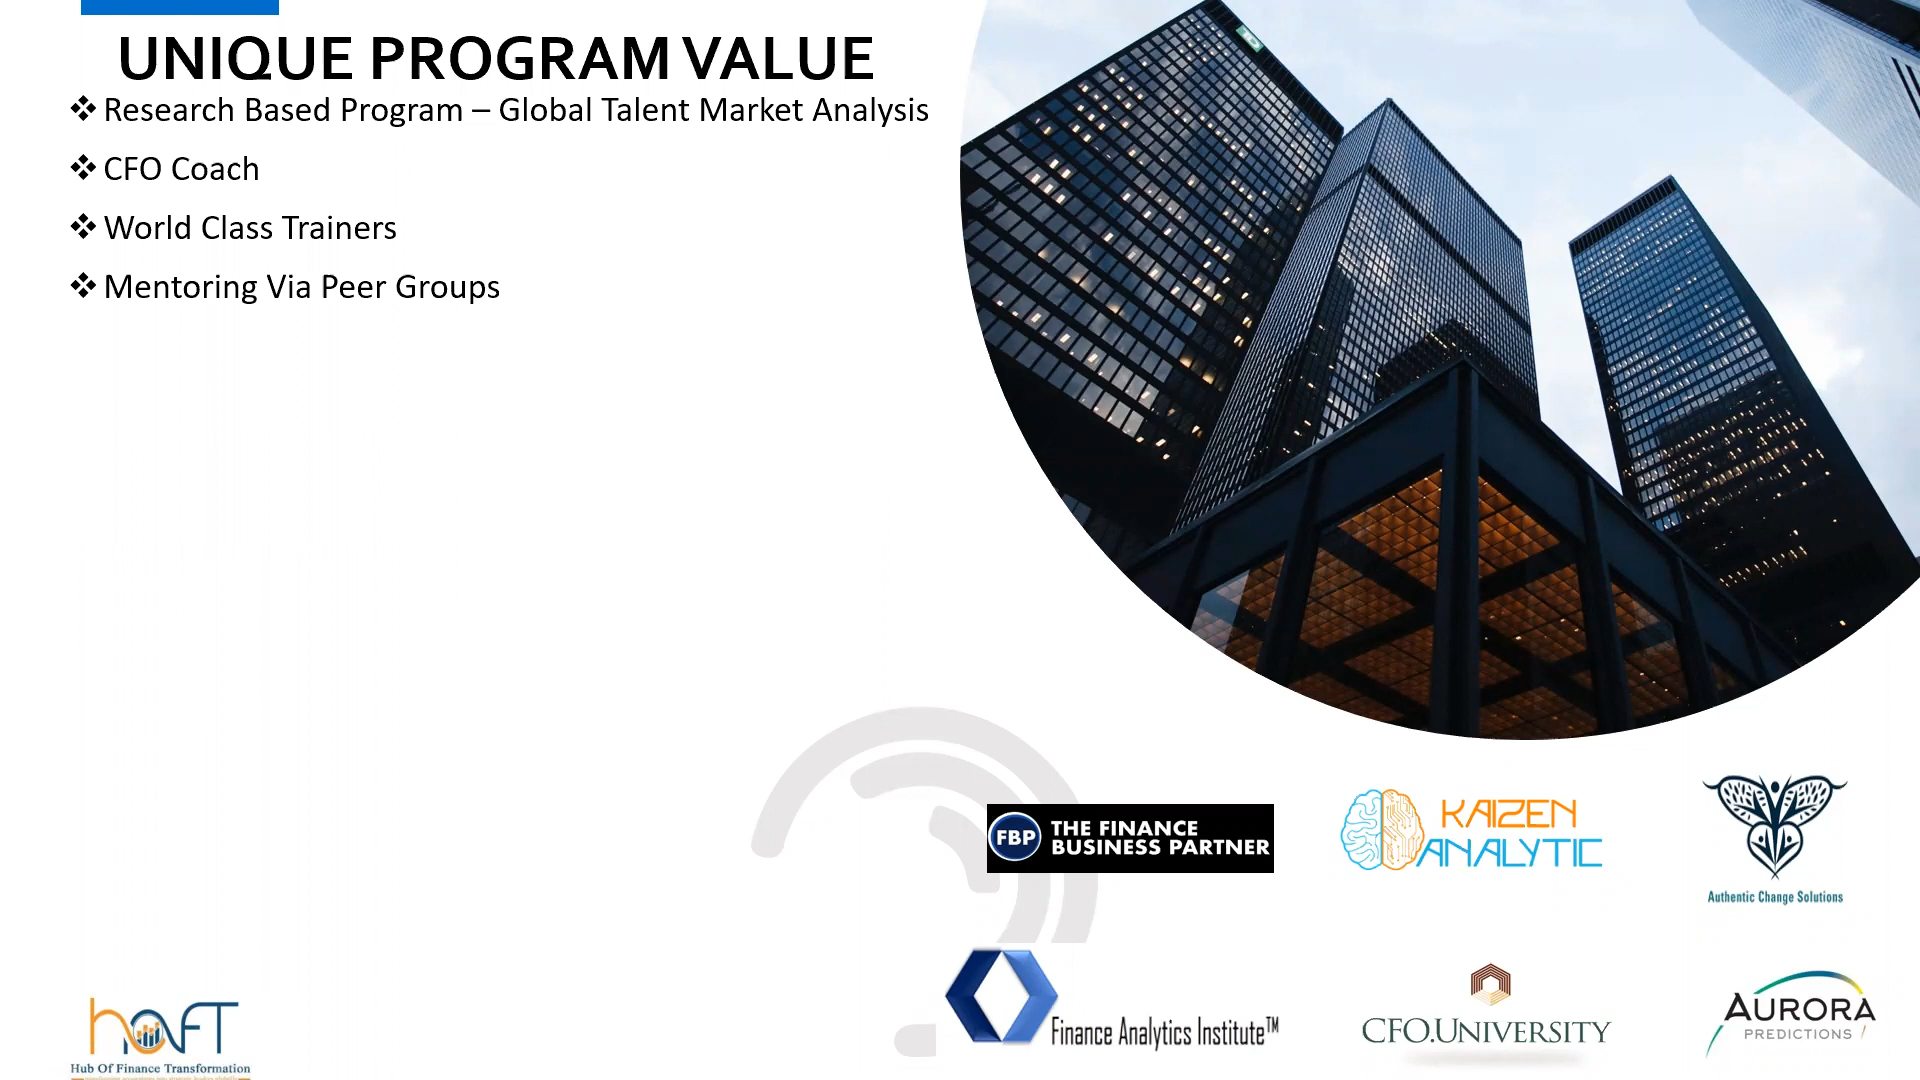 UNIQUE PROGRAM VALUE
❖ Research Based Program – Global Talent Market Analysis
❖ CFO Coach
❖ World Class Trainers
❖ Mentoring Via Peer Groups
FBP THE FINANCE
BUSINESS PARTNER
KAIZEN
ANALYTIC
Authentic Change Solutions
Finance Analytics Institute™
CFO.UNIVERSITY
AURORA
PREDICTIONS
hofT
Hub Of Finance Transformation